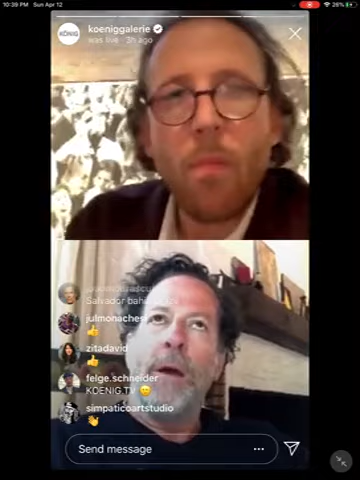 10:39 PM Sun Apr 12
26%
KÖNIG
koeniggalerie
was live · 3h ago
Salvador bahia
julmonaches
👍
zitadavid
👍
felge.schneider
KOENIG.TV 😊
simpaticoartstudio
👋
Send message